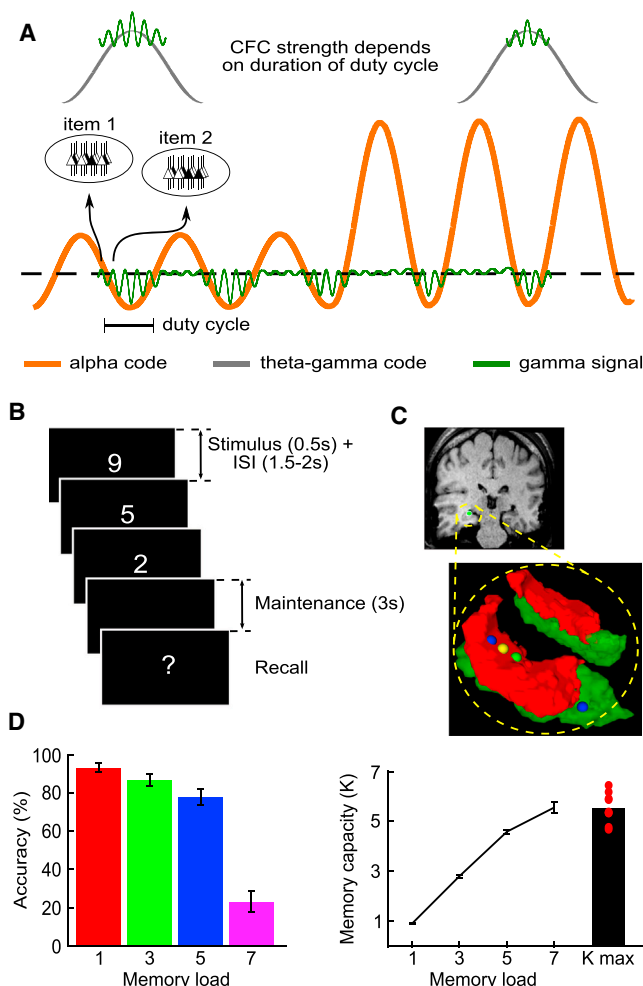 A
CFC strength depends
on duration of duty cycle
item 1
item 2
duty cycle
alpha code
theta-gamma code
gamma signal
B
9
5
2
?
Stimulus (0.5s) +
ISI (1.5-2s)
Maintenance (3s)
Recall
C
D
Accuracy (%)
100
80
60
40
20
0
1 3 5 7
Memory load
Memory capacity (K)
7
5
3
1
1 3 5 7 K max
Memory load